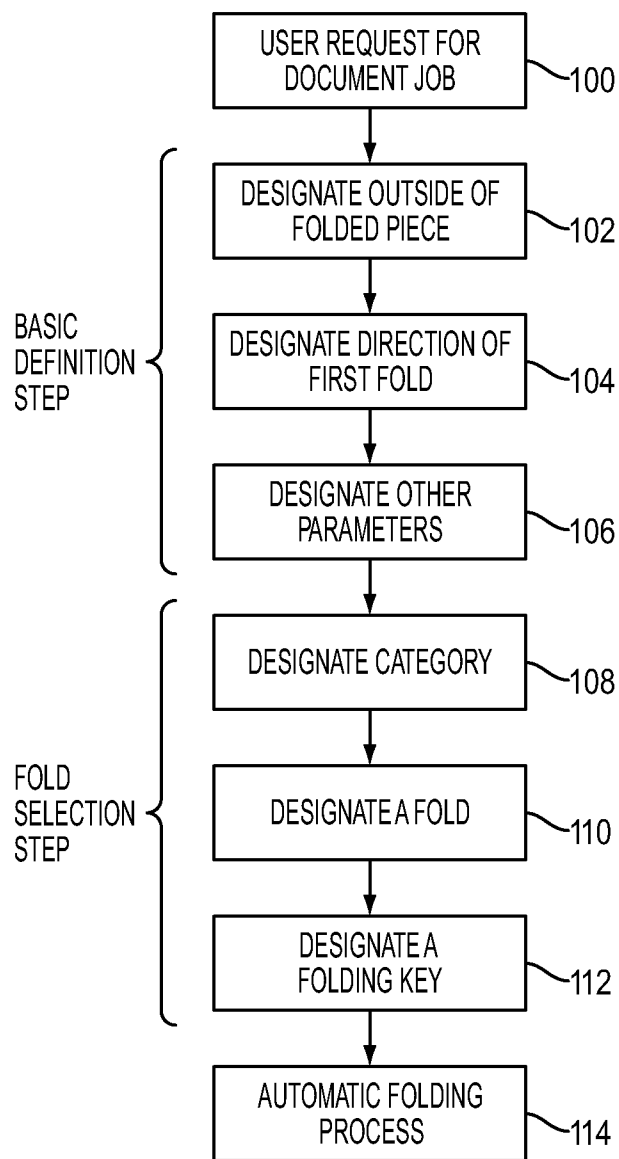 USER REQUEST FOR
DOCUMENT JOB
100
DESIGNATE OUTSIDE OF
FOLDED PIECE
102
BASIC
DEFINITION
STEP
DESIGNATE DIRECTION OF
FIRST FOLD
104
DESIGNATE OTHER
PARAMETERS
106
DESIGNATE CATEGORY
108
FOLD
SELECTION
STEP
DESIGNATE A FOLD
110
DESIGNATE A
FOLDING KEY
112
AUTOMATIC FOLDING
PROCESS
114